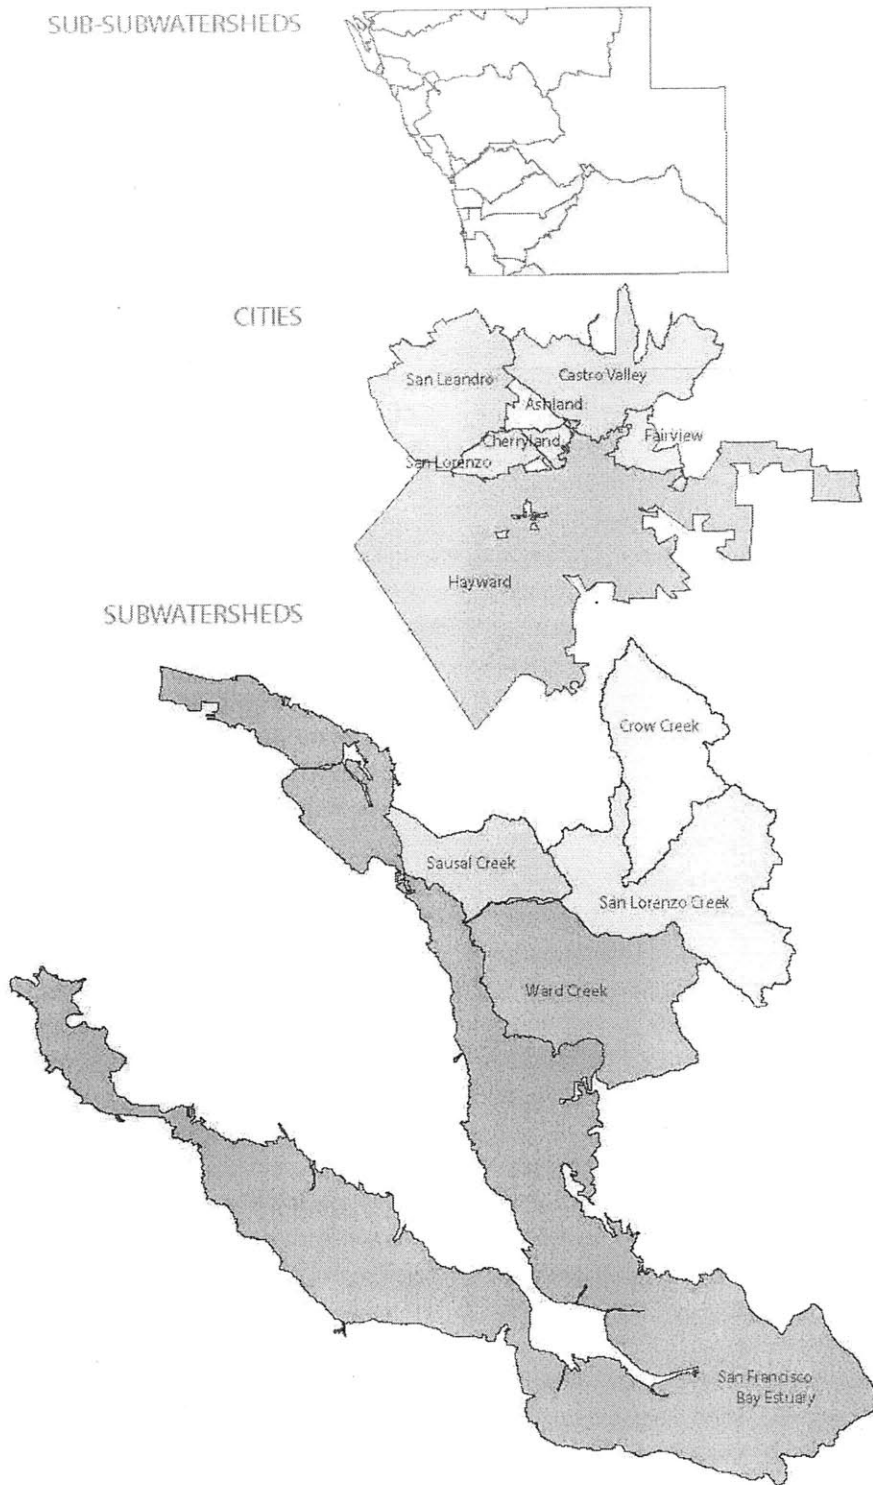 SUB-SUBWATERSHEDS
CITIES
San Leandro
Castro Valley
Ashland
Cherryland
Fairview
San Lorenzo
Hayward
SUBWATERSHEDS
Crow Creek
Sausal Creek
San Lorenzo Creek
Ward Creek
San Francisco
Bay Estuary